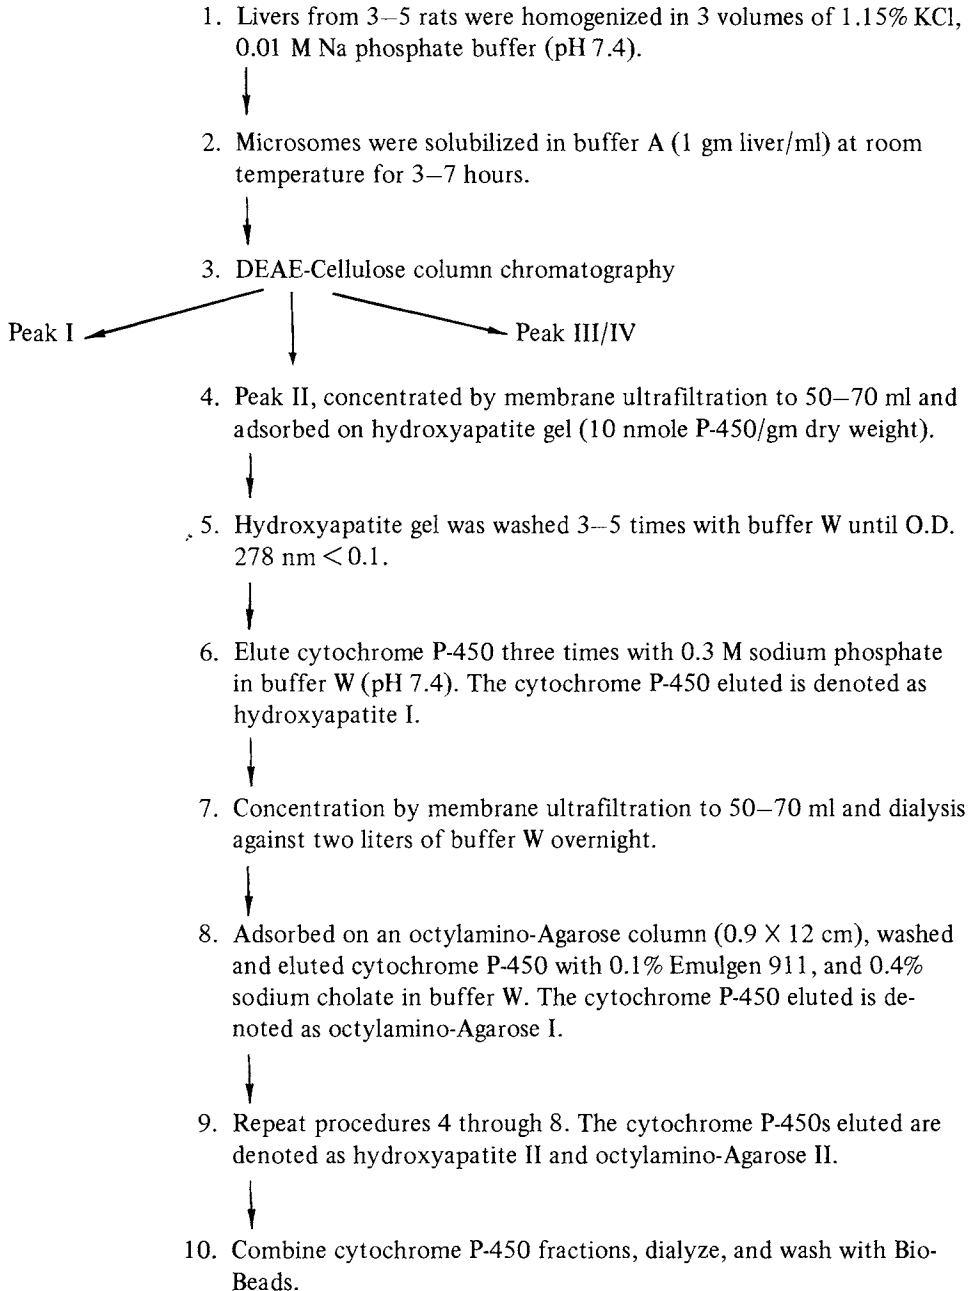 1. Livers from 3–5 rats were homogenized in 3 volumes of 1.15% KCl,
0.01 M Na phosphate buffer (pH 7.4).
2. Microsomes were solubilized in buffer A (1 gm liver/ml) at room
temperature for 3–7 hours.
3. DEAE-Cellulose column chromatography
Peak I
Peak III/IV
4. Peak II, concentrated by membrane ultrafiltration to 50–70 ml and
adsorbed on hydroxyapatite gel (10 nmole P-450/gm dry weight).
5. Hydroxyapatite gel was washed 3–5 times with buffer W until O.D.
278 nm < 0.1.
6. Elute cytochrome P-450 three times with 0.3 M sodium phosphate
in buffer W (pH 7.4). The cytochrome P-450 eluted is denoted as
hydroxyapatite I.
7. Concentration by membrane ultrafiltration to 50–70 ml and dialysis
against two liters of buffer W overnight.
8. Adsorbed on an octylamino-Agarose column (0.9 X 12 cm), washed
and eluted cytochrome P-450 with 0.1% Emulgen 911, and 0.4%
sodium cholate in buffer W. The cytochrome P-450 eluted is de-
noted as octylamino-Agarose I.
9. Repeat procedures 4 through 8. The cytochrome P-450s eluted are
denoted as hydroxyapatite II and octylamino-Agarose II.
10. Combine cytochrome P-450 fractions, dialyze, and wash with Bio-
Beads.